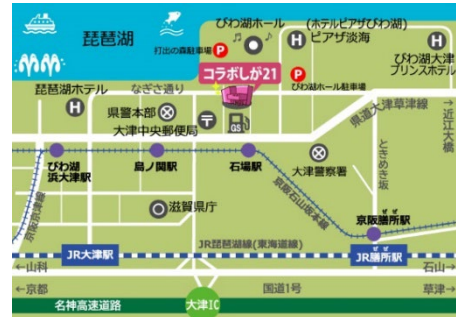 びわ湖ホール
(ホテルピアザびわ湖)
ピアザ淡海
琵琶湖
打出の森駐車場
P
H
びわ湖大津
プリンスホテル
H
コラボしが21
P
びわ湖ホール駐車場
琵琶湖ホテル
なぎさ通り
H
県警本部
大津中央郵便局
GS
県道大津草津線
→近江大橋
びわ湖
浜大津駅
島ノ関駅
石場駅
大津警察署
ときめき坂
滋賀県庁
京阪京津線
京阪石山坂本線
ぜぜ
京阪膳所駅
JR大津駅
JR琵琶湖線(東海道線)
ぜぜ
JR膳所駅
←山科
石山→
←京都
国道1号
草津→
名神高速道路
大津IC